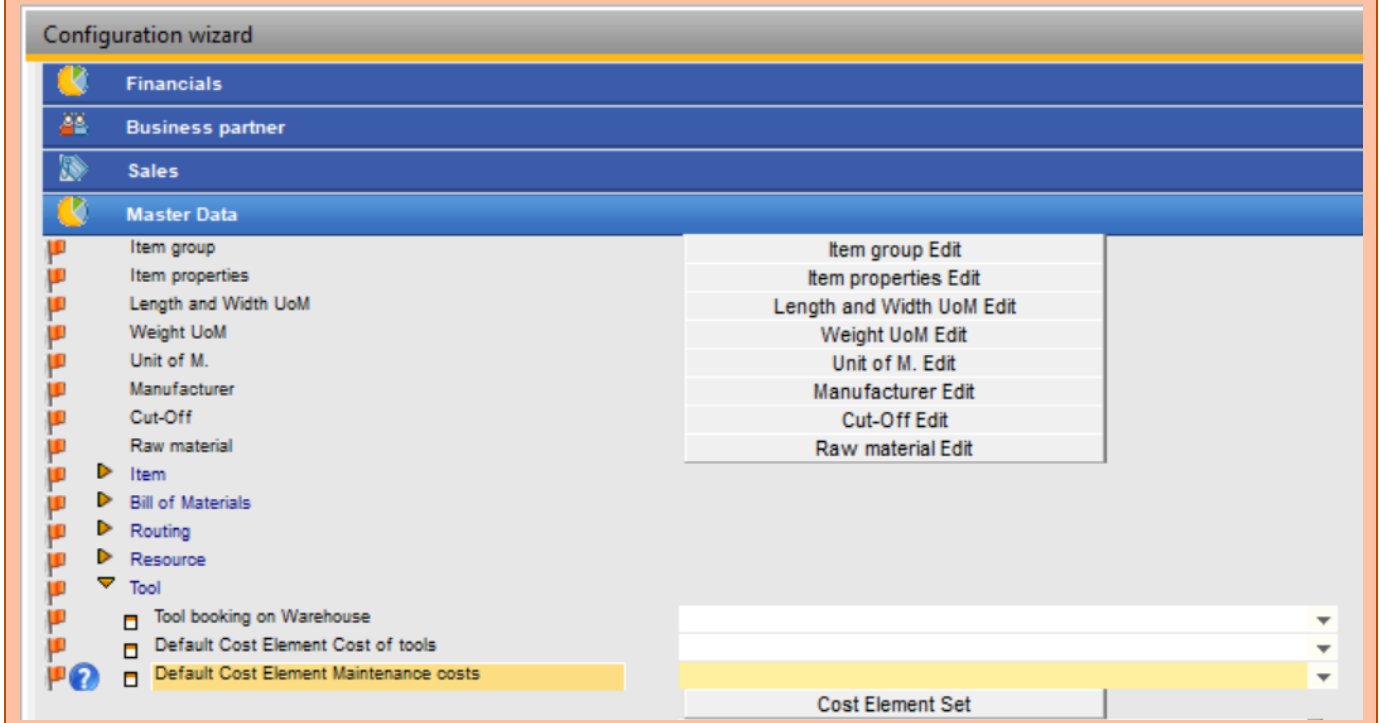 Configuration wizard
Financials
Business partner
Sales
Master Data
Item group Item group Edit
Item properties Item properties Edit
Length and Width UoM Length and Width UoM Edit
Weight UoM Weight UoM Edit
Unit of M. Unit of M. Edit
Manufacturer Manufacturer Edit
Cut-Off Cut-Off Edit
Raw material Raw material Edit
Item
Bill of Materials
Routing
Resource
Tool
Tool booking on Warehouse
Default Cost Element Cost of tools
? Default Cost Element Maintenance costs
Cost Element Set